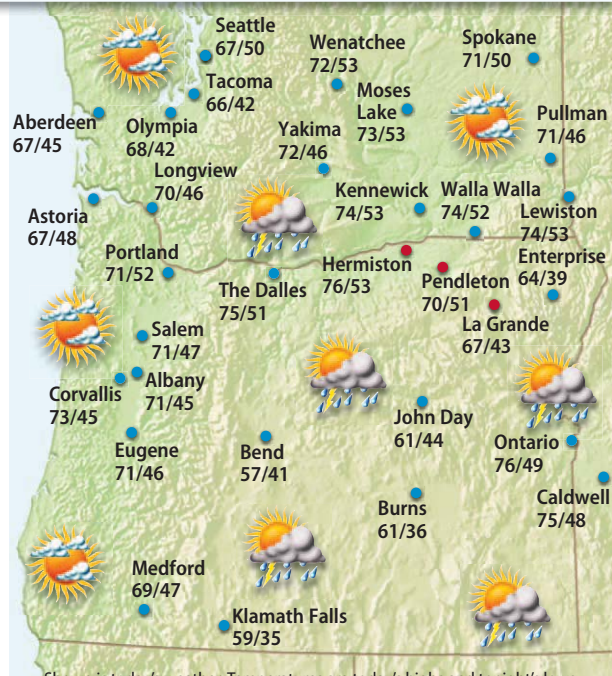 Seattle
67/50
Wenatchee
72/53
Spokane
71/50
Tacoma
66/42
Moses
Lake
73/53
Aberdeen
67/45
Olympia
68/42
Yakima
72/46
Pullman
71/46
Longview
70/46
Kennewick
74/53
Walla Walla
74/52
Lewiston
74/53
Astoria
67/48
Portland
71/52
The Dalles
75/51
Hermiston
76/53
Pendleton
70/51
Enterprise
64/39
La Grande
67/43
Salem
71/47
Corvallis
73/45
Albany
71/45
John Day
61/44
Eugene
71/46
Bend
57/41
Ontario
76/49
Caldwell
75/48
Burns
61/36
Medford
69/47
Klamath Falls
59/35